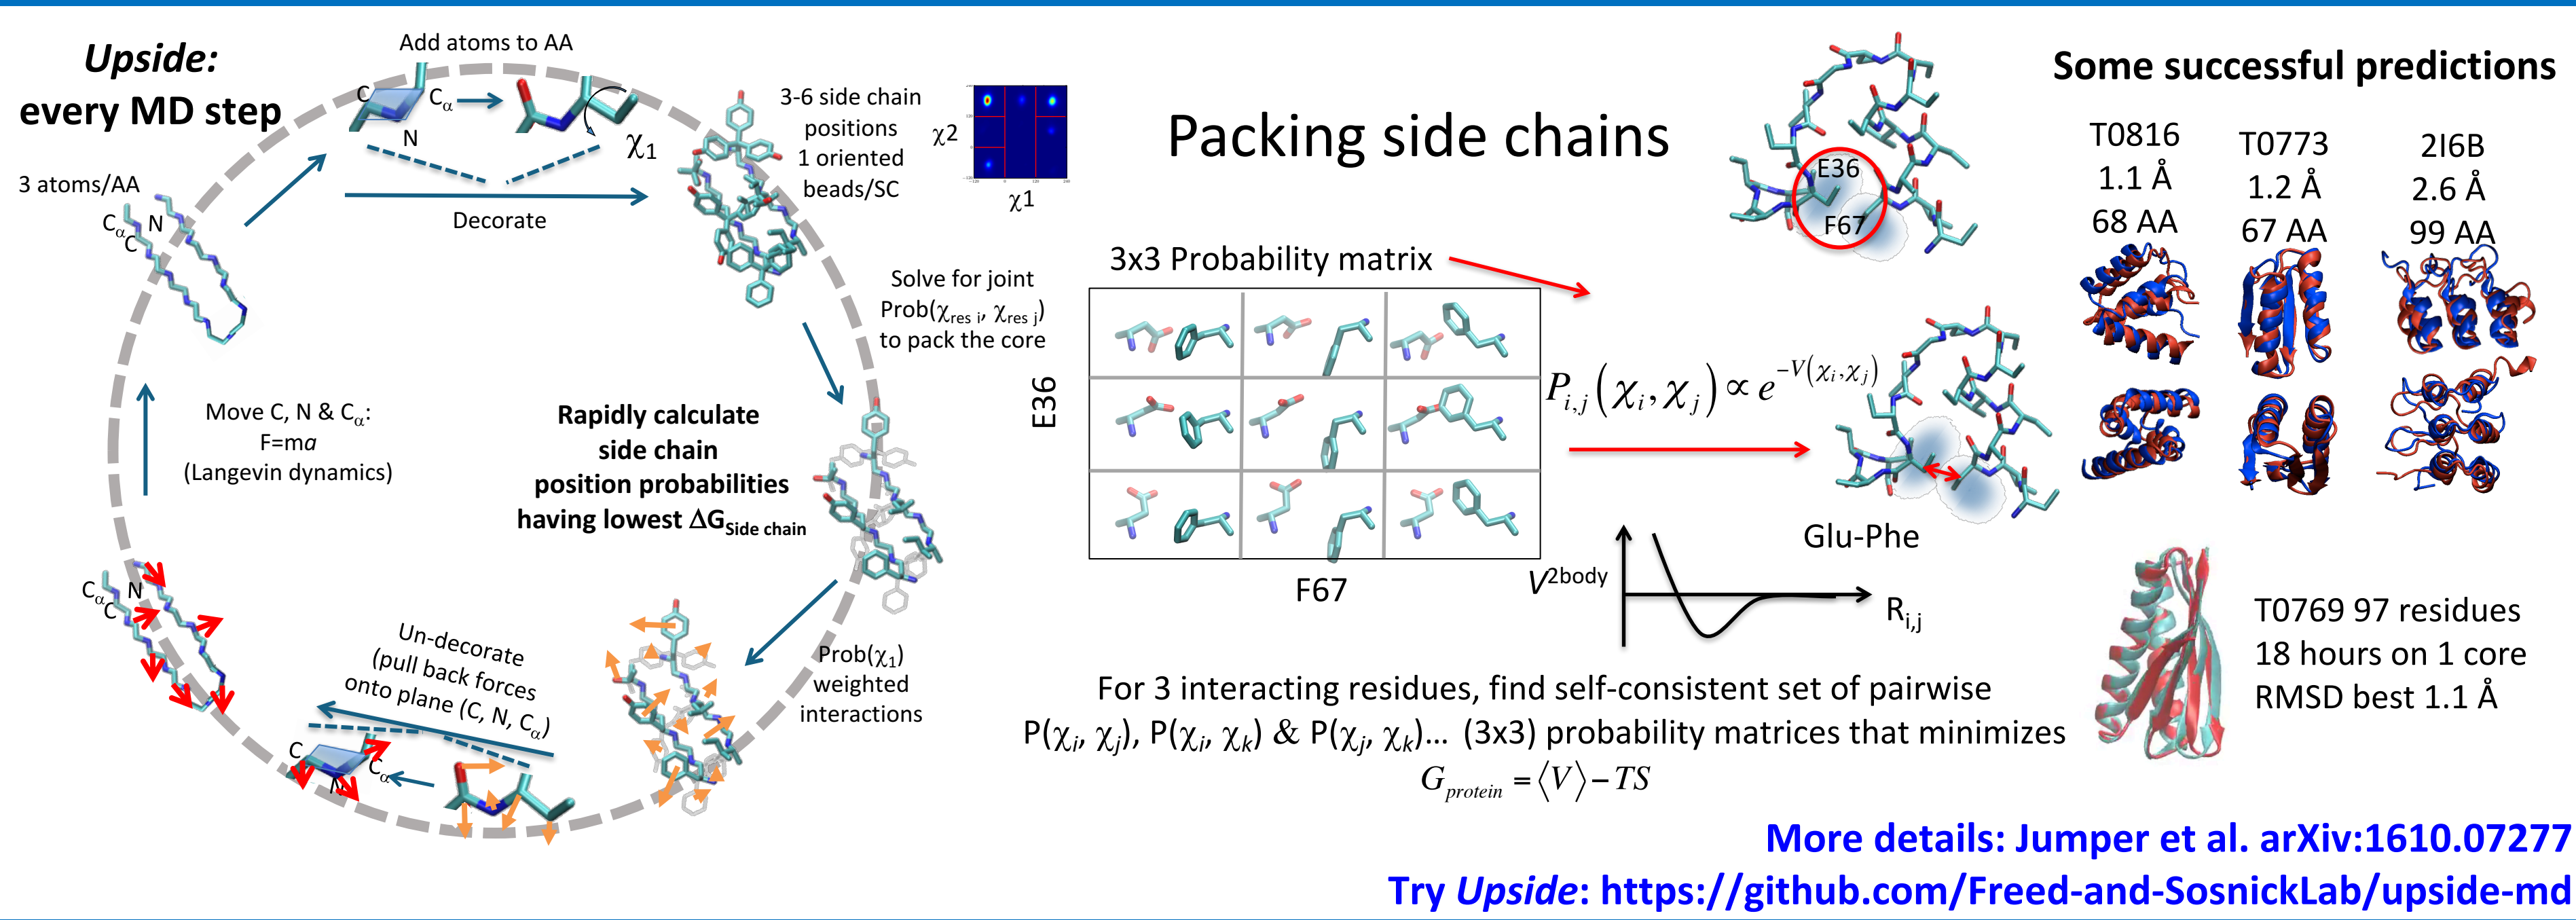 Upside:
every MD step
Add atoms to AA
C
Cα
N
χ1
3 atoms/AA
Cα
C
N
Decorate
3-6 side chain
positions
1 oriented
beads/SC
χ2
χ1
Solve for joint
Prob(χres i, χres j)
to pack the core
Move C, N & Cα:
F=ma
(Langevin dynamics)
Rapidly calculate
side chain
position probabilities
having lowest ΔGSide chain
Cα
C
N
Un-decorate
(pull back forces
onto plane (C, N, Cα)
C
Cα
N
Prob(χ1)
weighted
interactions
Packing side chains
E36
F67
3x3 Probability matrix
E36
F67
Pi,j(χi,χj)∝e−V(χi,χj)
Glu-Phe
V2body
Ri,j
For 3 interacting residues, find self-consistent set of pairwise
P(χi, χj), P(χi, χk) & P(χj, χk)... (3x3) probability matrices that minimizes
Gprotein = ⟨V⟩−TS
Some successful predictions
T0816
1.1 Å
68 AA
T0773
1.2 Å
67 AA
2I6B
2.6 Å
99 AA
T0769 97 residues
18 hours on 1 core
RMSD best 1.1 Å
More details: Jumper et al. arXiv:1610.07277
Try Upside: https://github.com/Freed-and-SosnickLab/upside-md